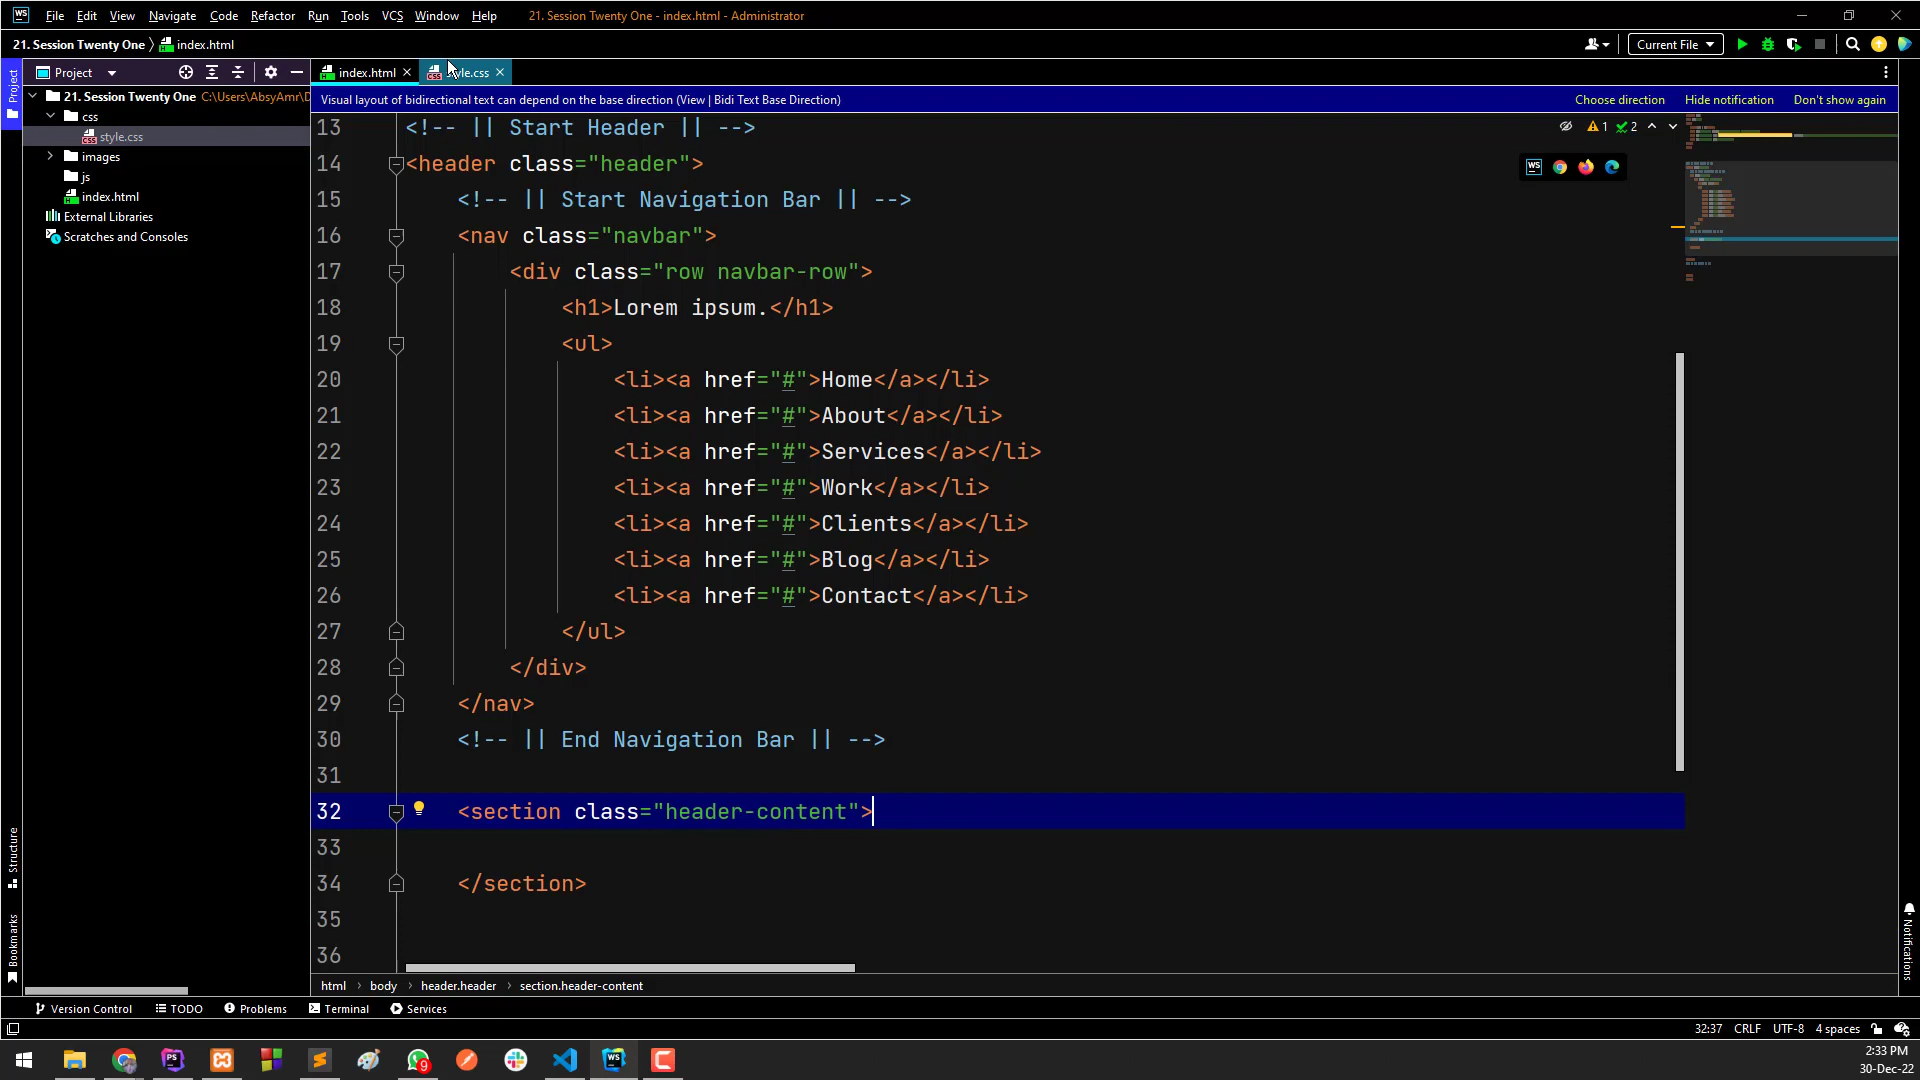 File Edit View Navigate Code Refactor Run Tools VCS Window Help 21. Session Twenty One - index.html - Administrator
21. Session Twenty One index.html Current File
Project index.html style.css
Project
Visual layout of bidirectional text can depend on the base direction (View | Bidi Text Base Direction) Choose direction Hide notification Don't show again
21. Session Twenty One C:\Users\AbsyAmr\D
css
style.css
images
js
index.html
External Libraries
Scratches and Consoles
1 2
13 <!-- || Start Header || -->
14 <header class="header">
15 <!-- || Start Navigation Bar || -->
16 <nav class="navbar">
17 <div class="row navbar-row">
18 <h1>Lorem ipsum.</h1>
19 <ul>
20 <li><a href="#">Home</a></li>
21 <li><a href="#">About</a></li>
22 <li><a href="#">Services</a></li>
23 <li><a href="#">Work</a></li>
24 <li><a href="#">Clients</a></li>
25 <li><a href="#">Blog</a></li>
26 <li><a href="#">Contact</a></li>
27 </ul>
28 </div>
29 </nav>
30 <!-- || End Navigation Bar || -->
31
32 <section class="header-content">
33
34 </section>
35
36
Structure
Bookmarks
Notifications
html body header.header section.header-content
Version Control TODO Problems Terminal Services
32:37 CRLF UTF-8 4 spaces
9
2:33 PM
30-Dec-22